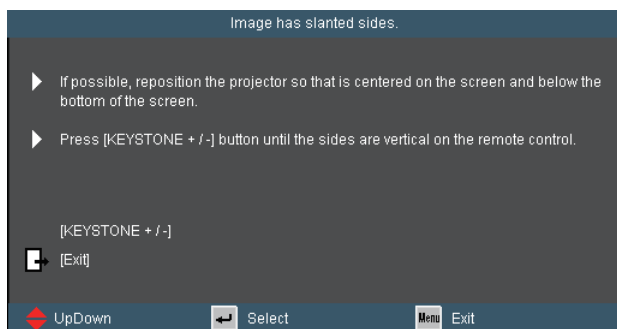 Image has slanted sides.
If possible, reposition the projector so that is centered on the screen and below the
bottom of the screen.
Press [KEYSTONE + / -] button until the sides are vertical on the remote control.
[KEYSTONE + / -]
[Exit]
UpDown Select Menu Exit